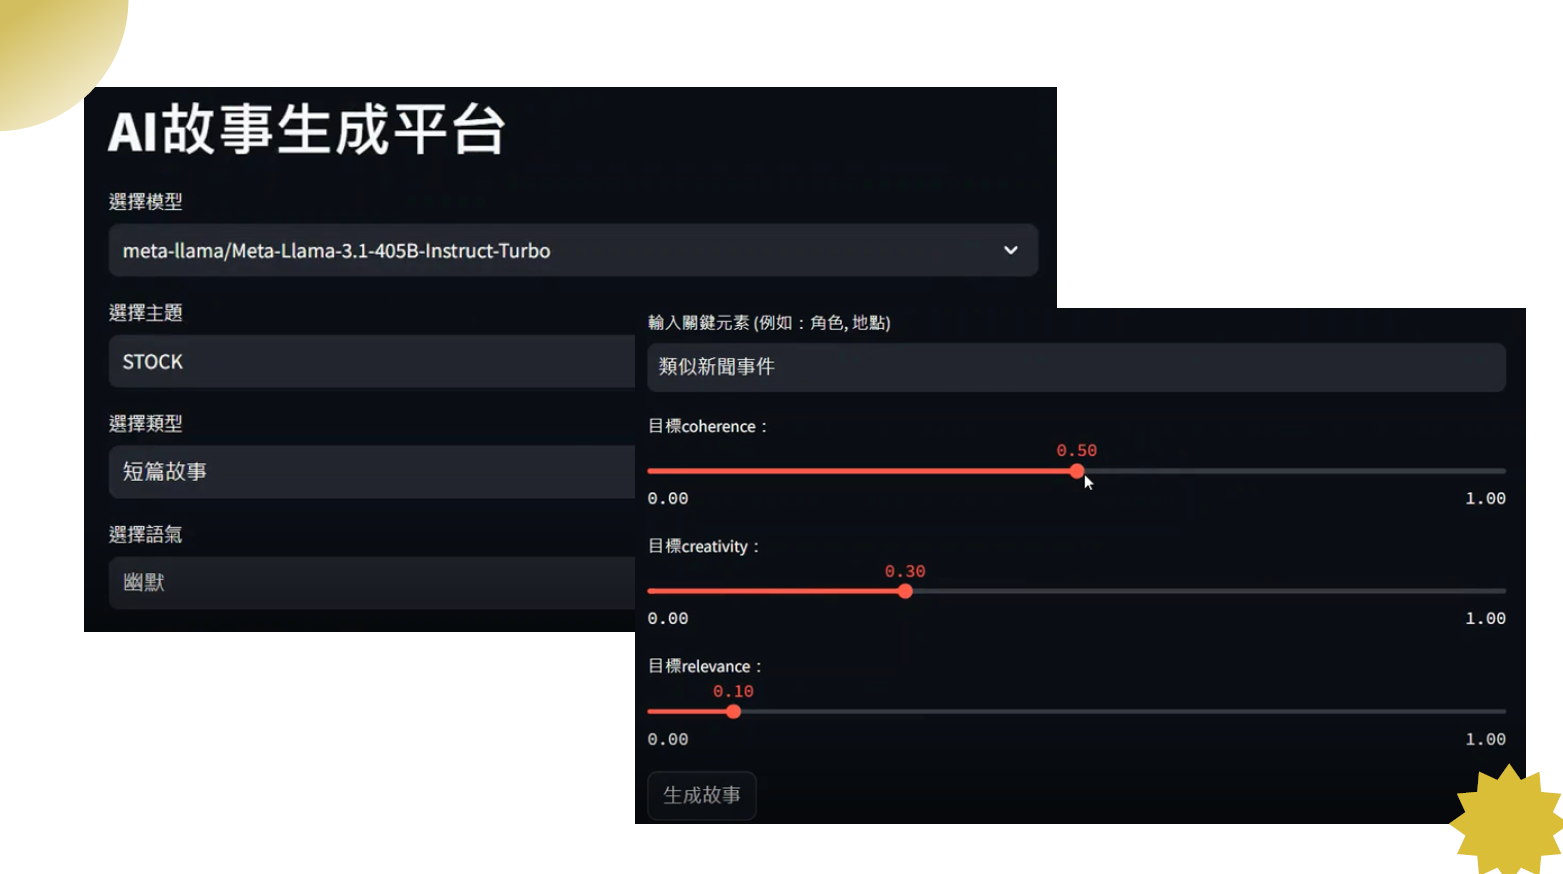 AI故事生成平台
選擇模型
meta-llama/Meta-Llama-3.1-405B-Instruct-Turbo
選擇主題
STOCK
選擇類型
短篇故事
選擇語氣
幽默
輸入關鍵元素 (例如：角色, 地點)
類似新聞事件
目標coherence：
0.50
0.00 1.00
目標creativity：
0.30
0.00 1.00
目標relevance：
0.10
0.00 1.00
生成故事